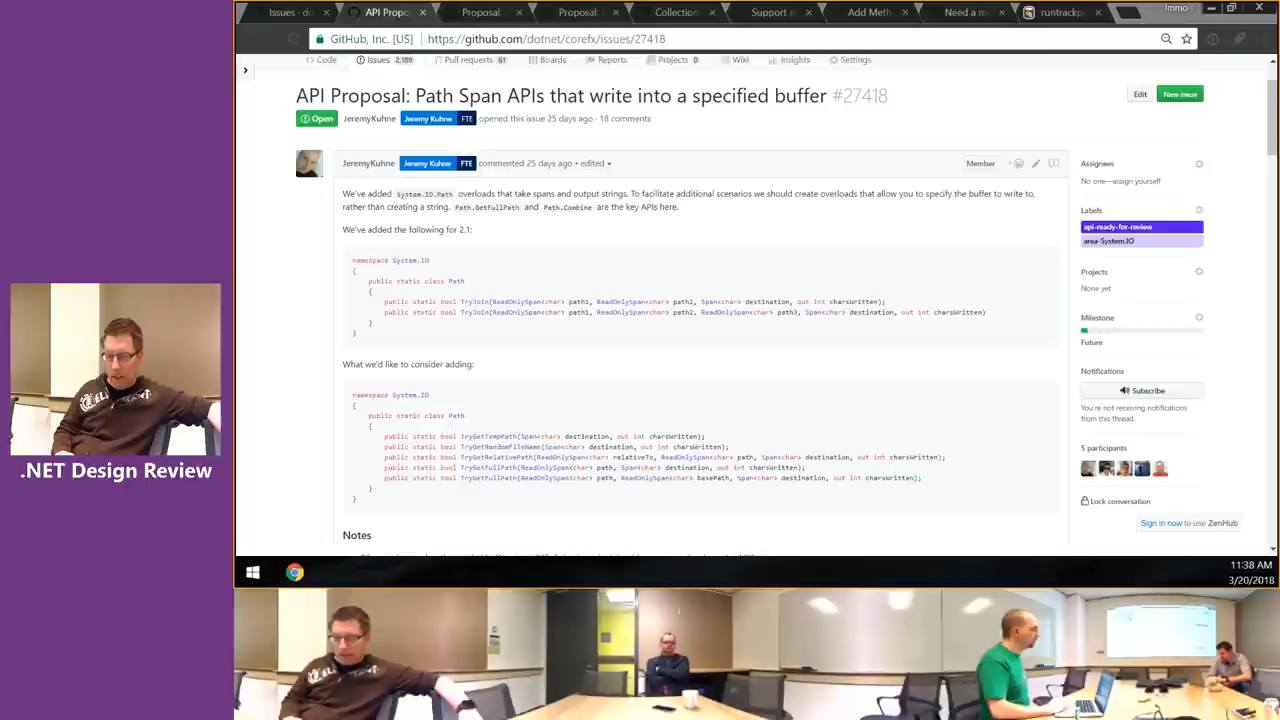 Issues · do
API Propo
Proposal
Proposal:
Collection
Support
Add Meth
Need a m
runtrackp
Immo
GitHub, Inc. [US] https://github.com/dotnet/corefx/issues/27418
Code Issues 2,189 Pull requests 61 Boards Reports Projects 0 Wiki Insights Settings
API Proposal: Path Span APIs that write into a specified buffer #27418
Edit New issue
Open JeremyKuhne Jeremy Kuhne FTE opened this issue 25 days ago · 18 comments
JeremyKuhne Jeremy Kuhne FTE commented 25 days ago • edited Member
We've added System.IO.Path overloads that take spans and output strings. To facilitate additional scenarios we should create overloads that allow you to specify the buffer to write to,
rather than creating a string. Path.GetFullPath and Path.Combine are the key APIs here.
We've added the following for 2.1:
namespace System.IO
{
public static class Path
{
public static bool TryJoin(ReadOnlySpan<char> path1, ReadOnlySpan<char> path2, Span<char> destination, out int charsWritten);
public static bool TryJoin(ReadOnlySpan<char> path1, ReadOnlySpan<char> path2, ReadOnlySpan<char> path3, Span<char> destination, out int charsWritten)
}
}
What we'd like to consider adding:
namespace System.IO
{
public static class Path
{
public static bool TryGetTempPath(Span<char> destination, out int charsWritten);
public static bool TryGetRandomFileName(Span<char> destination, out int charsWritten);
public static bool TryGetRelativePath(ReadOnlySpan<char> relativeTo, ReadOnlySpan<char> path, Span<char> destination, out int charsWritten);
public static bool TryGetFullPath(ReadOnlySpan<char> path, Span<char> destination, out int charsWritten);
public static bool TryGetFullPath(ReadOnlySpan<char> path, ReadOnlySpan<char> basePath, Span<char> destination, out int charsWritten);
}
}
Notes
Assignees
No one—assign yourself
Labels
api-ready-for-review
area-System.IO
Projects
None yet
Milestone
Future
Notifications
Subscribe
You're not receiving notifications
from this thread.
5 participants
Lock conversation
Sign in now to use ZenHub
11:38 AM
3/20/2018
.NET Design Review